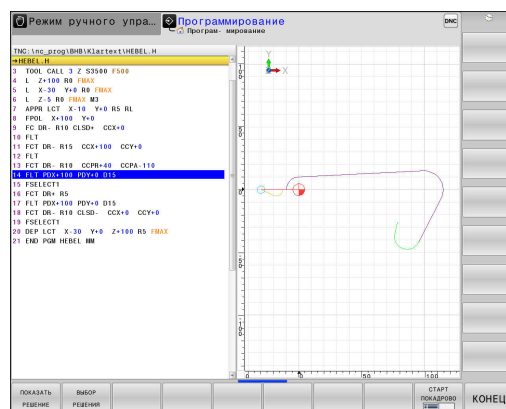 Режим ручного упра...
Программирование
Програм- мирование
DNC
TNC:\nc_prog\BHB\Klartext\HEBEL.H
→HEBEL.H
3 TOOL CALL 3 Z S3500 F500
4 L Z+100 R0 FMAX
5 L X-30 Y+0 R0 FMAX
6 L Z-5 R0 FMAX M3
7 APPR LCT X-10 Y+0 R5 RL
8 FPOL X+100 Y+0
9 FC DR- R10 CLSD+ CCX+0
10 FLT
11 FCT DR- R15 CCX+100 CCY+0
12 FLT
13 FCT DR- R10 CCPR+40 CCPA-110
14 FLT PDX+100 PDY+0 D15
15 FSELECT1
16 FCT DR+ R5
17 FLT PDX+100 PDY+0 D15
18 FCT DR- R10 CLSD- CCX+0 CCY+0
19 FSELECT1
20 DEP LCT X-30 Y+0 Z+100 R5 FMAX
21 END PGM HEBEL MM
Y
X
100
50
0
-50
0
50
100
ПОКАЗАТЬ РЕШЕНИЕ
ВЫБОР РЕШЕНИЯ
СТАРТ ПОКАДРОВО
КОНЕЦ